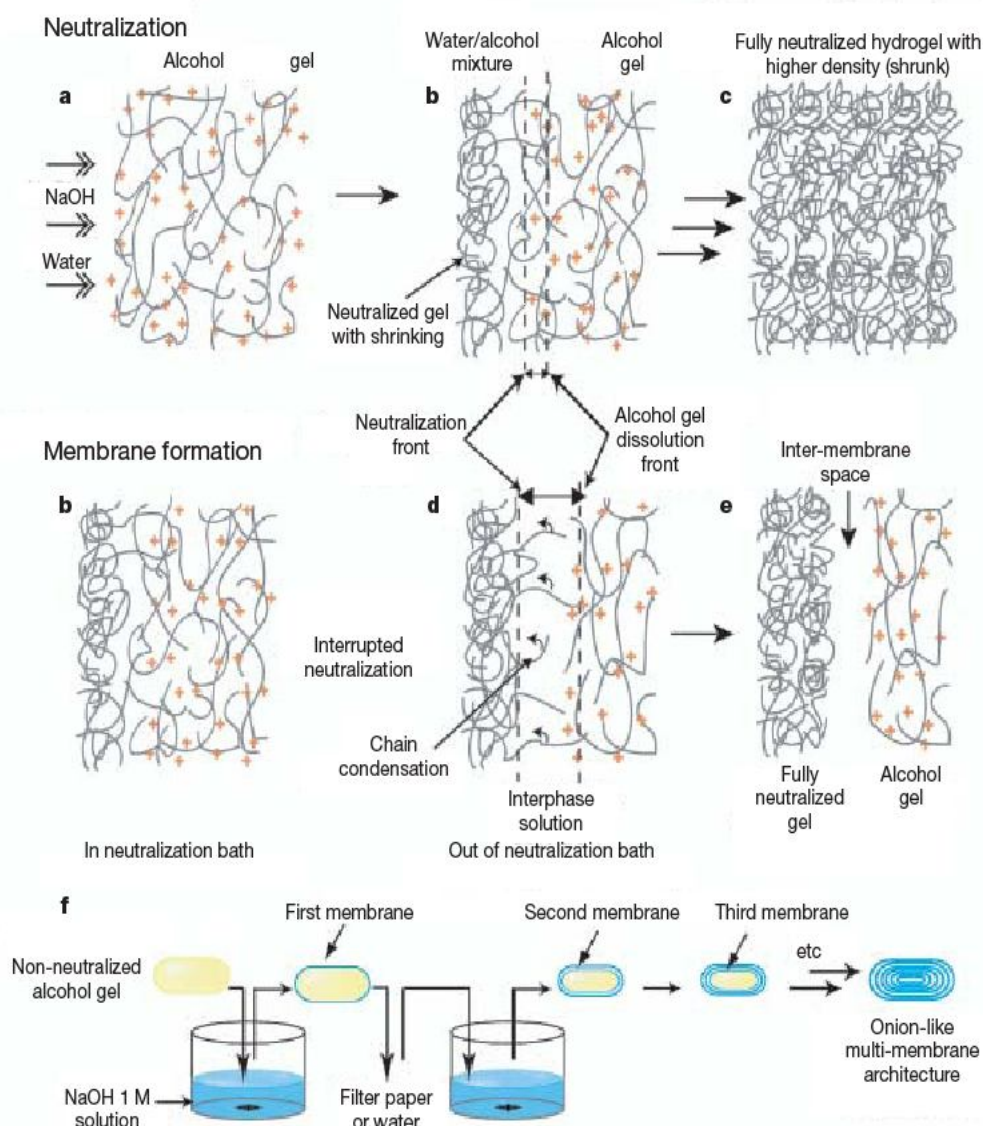 Neutralization
Alcohol gel
a
NaOH
Water
Water/alcohol
mixture
Alcohol
gel
b
Neutralized gel
with shrinking
Fully neutralized hydrogel with
higher density (shrunk)
c
Neutralization
front
Alcohol gel
dissolution
front
Membrane formation
b
In neutralization bath
Interrupted
neutralization
d
Chain
condensation
Interphase
solution
Out of neutralization bath
Inter-membrane
space
e
Fully
neutralized
gel
Alcohol
gel
f
Non-neutralized
alcohol gel
First membrane
NaOH 1 M
solution
Filter paper
or water
Second membrane
Third membrane
etc
Onion-like
multi-membrane
architecture